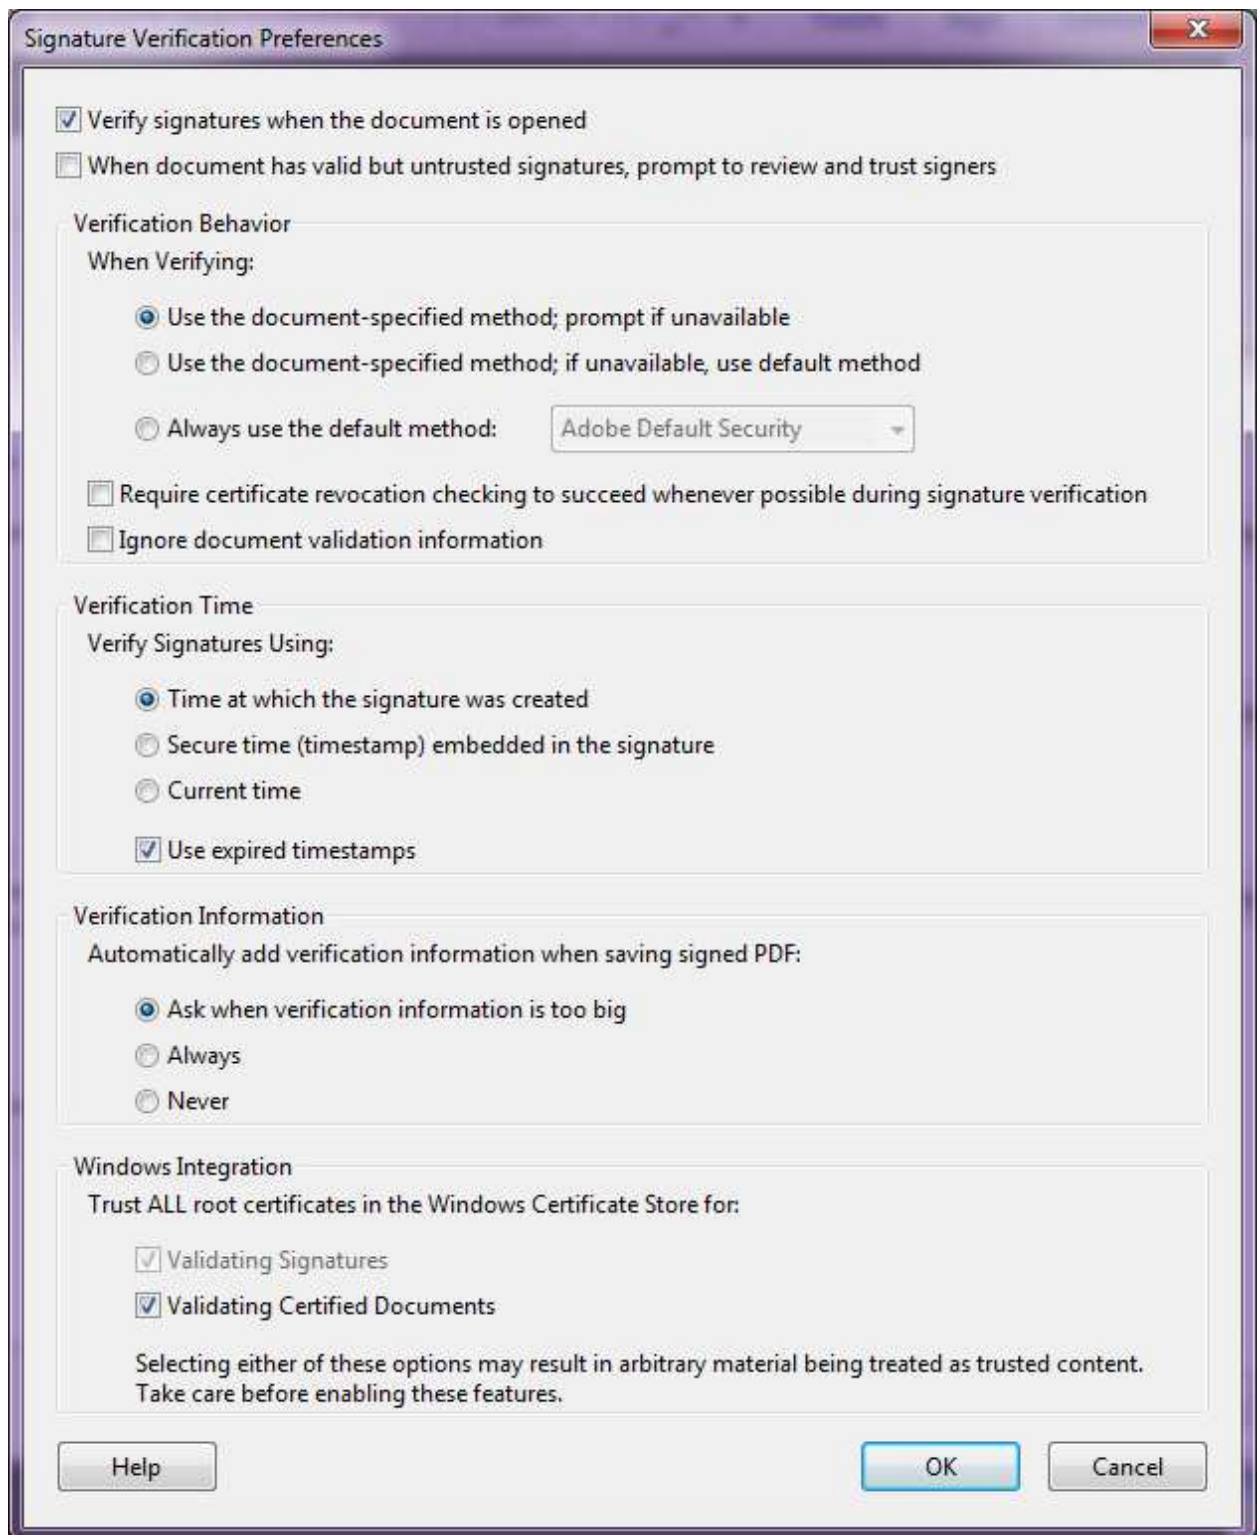 Signature Verification Preferences
Verify signatures when the document is opened
When document has valid but untrusted signatures, prompt to review and trust signers
Verification Behavior
When Verifying:
Use the document-specified method; prompt if unavailable
Use the document-specified method; if unavailable, use default method
Always use the default method: Adobe Default Security
Require certificate revocation checking to succeed whenever possible during signature verification
Ignore document validation information
Verification Time
Verify Signatures Using:
Time at which the signature was created
Secure time (timestamp) embedded in the signature
Current time
Use expired timestamps
Verification Information
Automatically add verification information when saving signed PDF:
Ask when verification information is too big
Always
Never
Windows Integration
Trust ALL root certificates in the Windows Certificate Store for:
Validating Signatures
Validating Certified Documents
Selecting either of these options may result in arbitrary material being treated as trusted content.
Take care before enabling these features.
Help OK Cancel